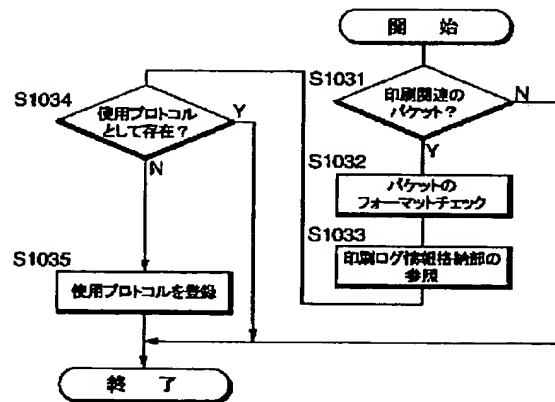 開 始
S1031
印刷関連の
パケット？
N
Y
S1032
パケットの
フォーマットチェック
S1033
印刷ログ情報格納部の
参照
S1034
使用プロトコル
として存在？
Y
N
S1035
使用プロトコルを登録
終 了